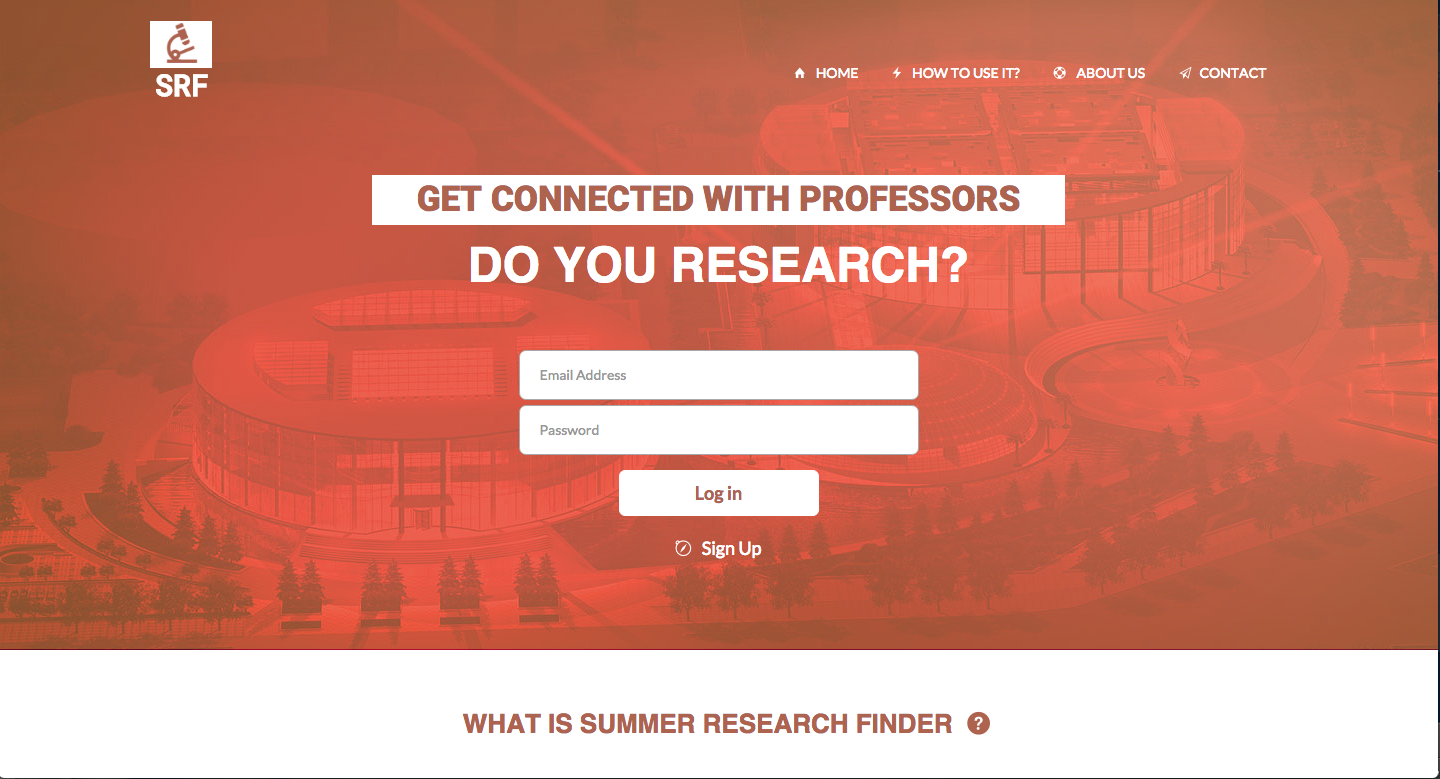 SRF
HOME HOW TO USE IT? ABOUT US CONTACT
GET CONNECTED WITH PROFESSORS
DO YOU RESEARCH?
Email Address
Password
Log in
Sign Up
WHAT IS SUMMER RESEARCH FINDER ?